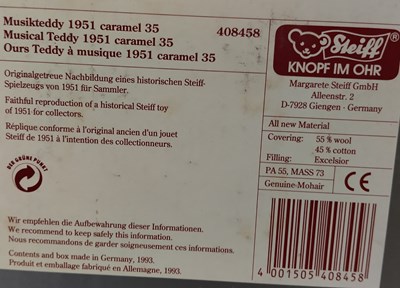 Musikteddy 1951 caramel 35
Musical Teddy 1951 caramel 35
Ours Teddy à musique 1951 caramel 35
408458
Originalgetreue Nachbildung eines historischen Steiff-
Spielzeugs von 1951 für Sammler.
Faithful reproduction of a historical Steiff toy
of 1951 for collectors.
Réplique conforme à l'original ancien d'un jouet
Steiff de 1951 à l'intention des collectionneurs.
DER GRÜNE PUNKT
Wir empfehlen die Aufbewahrung dieser Informationen.
We recommend to keep safely this information.
Nous recommandons de garder soigneusement ces informations.
Contents and box made in Germany, 1993.
Produit et emballage fabriqué en Allemagne, 1993.
Steiff
KNOPF IM OHR
Margarete Steiff GmbH
Alleenstr. 2
D-7928 Giengen · Germany
All new Material
Covering: 55 % wool
45 % cotton
Filling: Excelsior
PA 55, MASS 73
Genuine-Mohair
CE
4 001505 408458